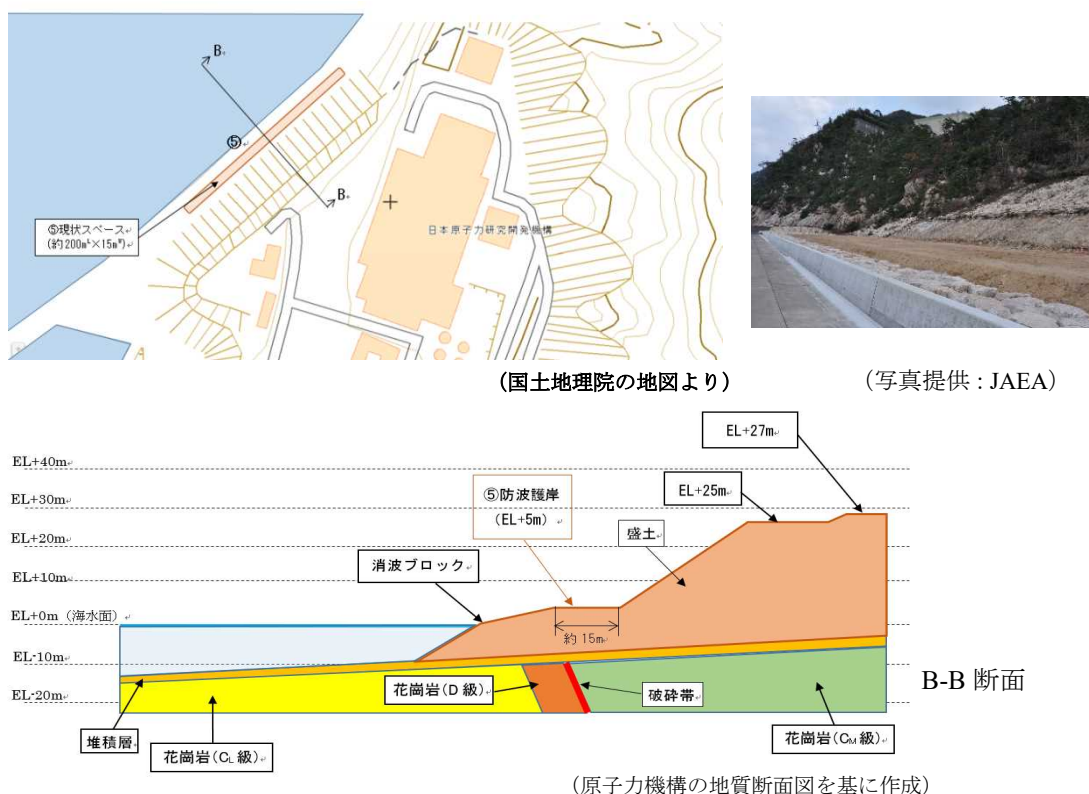 B
⑤
B
⑤現状スペース
(約200mᴸ×15mᵂ)
日本原子力研究開発機構
(国土地理院の地図より)
(写真提供 : JAEA)
EL+27m
EL+40m
EL+30m
⑤防波護岸
(EL+5m)
EL+25m
EL+20m
盛土
消波ブロック
EL+10m
EL+0m (海水面)
約15m
EL-10m
花崗岩(D 級)
破砕帯
B-B 断面
EL-20m
堆積層
花崗岩(CL 級)
花崗岩(CM 級)
(原子力機構の地質断面図を基に作成)